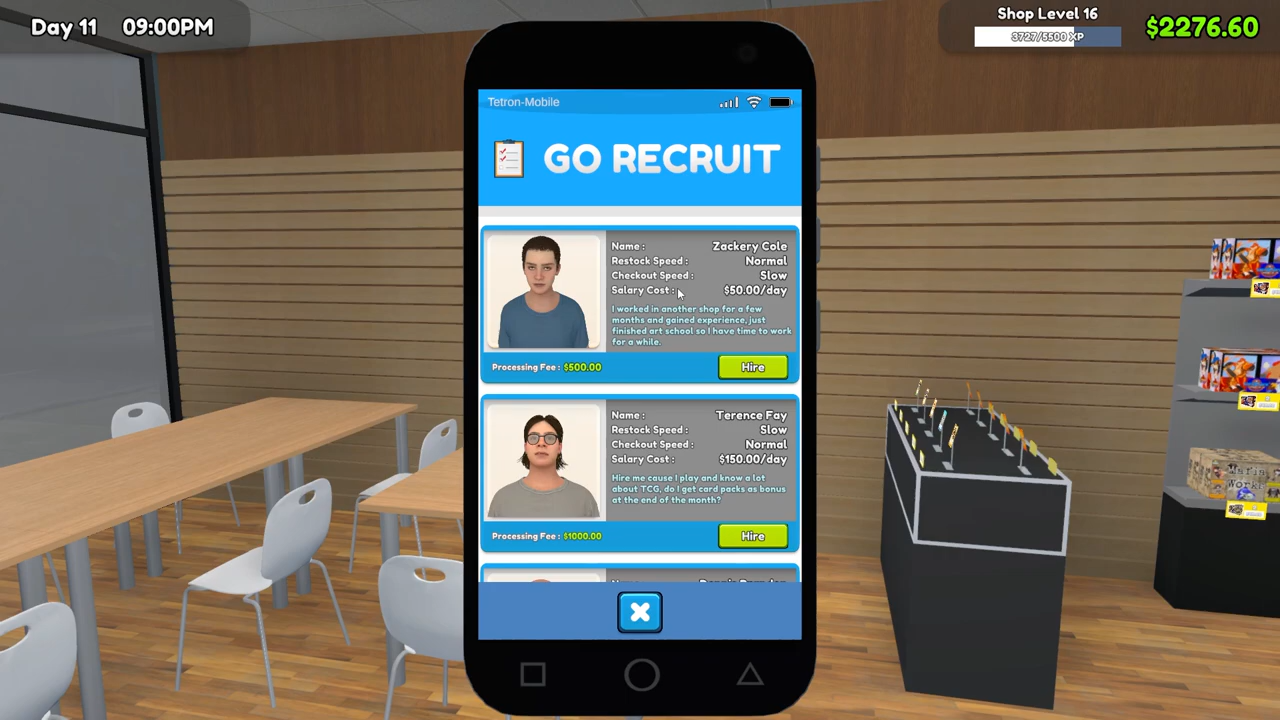 Day 11 09:00PM
Shop Level 16
3727/5500 XP
$2276.60
Tetron-Mobile
GO RECRUIT
Name : Zackery Cole
Restock Speed : Normal
Checkout Speed : Slow
Salary Cost : $50.00/day
I worked in another shop for a few
months and gained experience, just
finished art school so I have time to work
for a while.
Processing Fee : $500.00
Hire
Name : Terence Fay
Restock Speed : Slow
Checkout Speed : Normal
Salary Cost : $150.00/day
Hire me cause I play and know a lot
about TCG, do I get card packs as bonus
at the end of the month?
Processing Fee : $1000.00
Hire